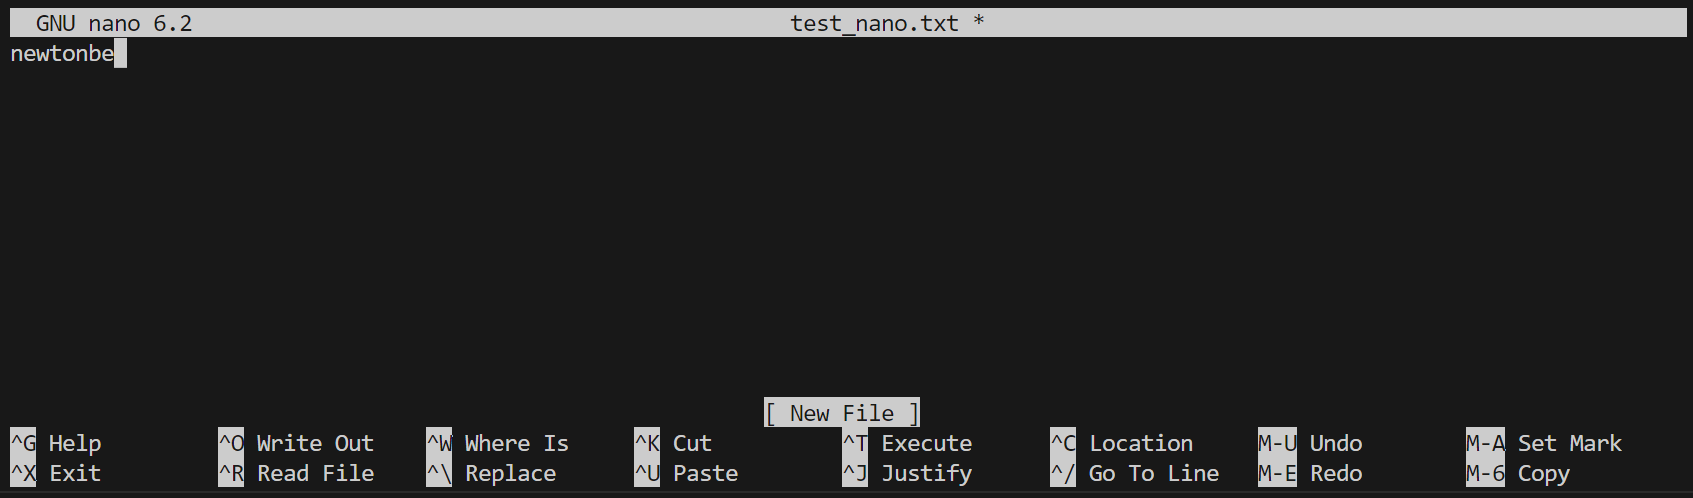 GNU nano 6.2 test_nano.txt *
newtonbe
[ New File ]
^G Help ^O Write Out ^W Where Is ^K Cut ^T Execute ^C Location M-U Undo M-A Set Mark
^X Exit ^R Read File ^\ Replace ^U Paste ^J Justify ^/ Go To Line M-E Redo M-6 Copy